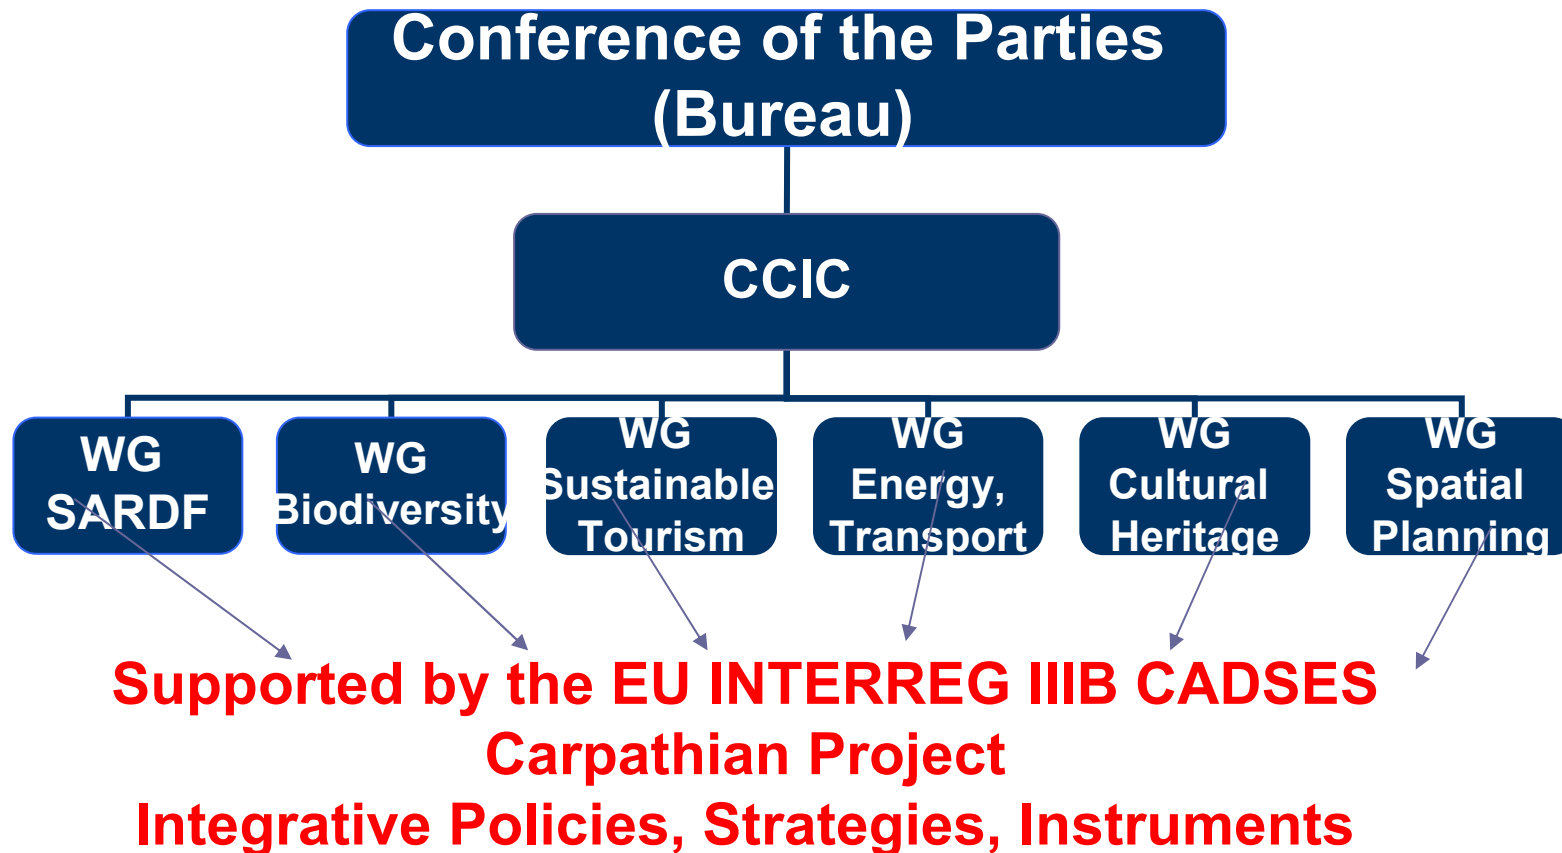 Conference of the Parties
(Bureau)
CCIC
WG
SARDF
WG
Biodiversity
WG
Sustainable
Tourism
WG
Energy,
Transport
WG
Cultural
Heritage
WG
Spatial
Planning
Supported by the EU INTERREG IIIB CADSES
Carpathian Project
Integrative Policies, Strategies, Instruments